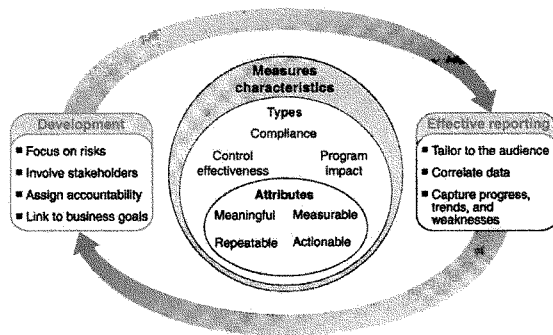 Measures
characteristics
Types
Compliance
Control
effectiveness
Program
impact
Attributes
Meaningful
Measurable
Repeatable
Actionable
Development
■ Focus on risks
■ Involve stakeholders
■ Assign accountability
■ Link to business goals
Effective reporting
■ Tailor to the audience
■ Correlate data
■ Capture progress,
trends, and
weaknesses